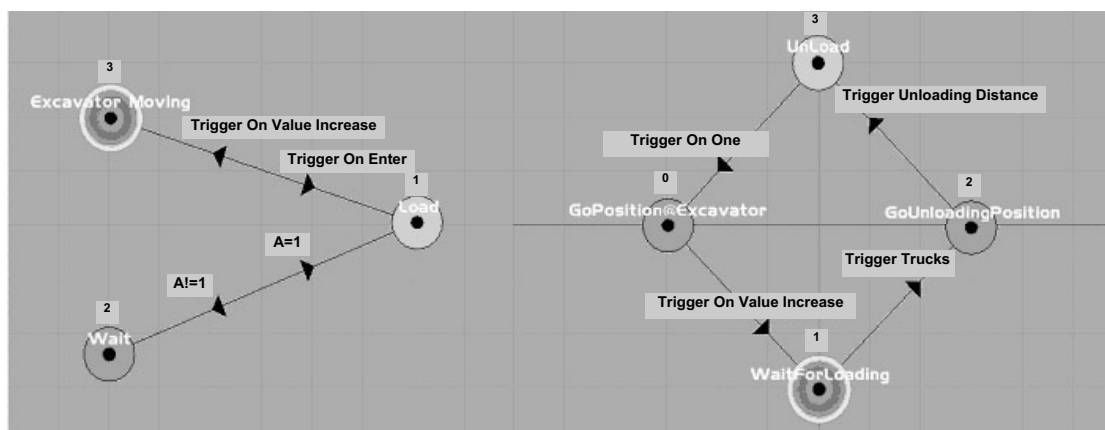 3
Excavator Moving
Trigger On Value Increase
Trigger On Enter
1
Load
A=1
A!=1
2
Wait
3
UnLoad
Trigger Unloading Distance
Trigger On One
0
GoPosition@Excavator
2
GoUnloadingPosition
Trigger Trucks
Trigger On Value Increase
1
WaitForLoading